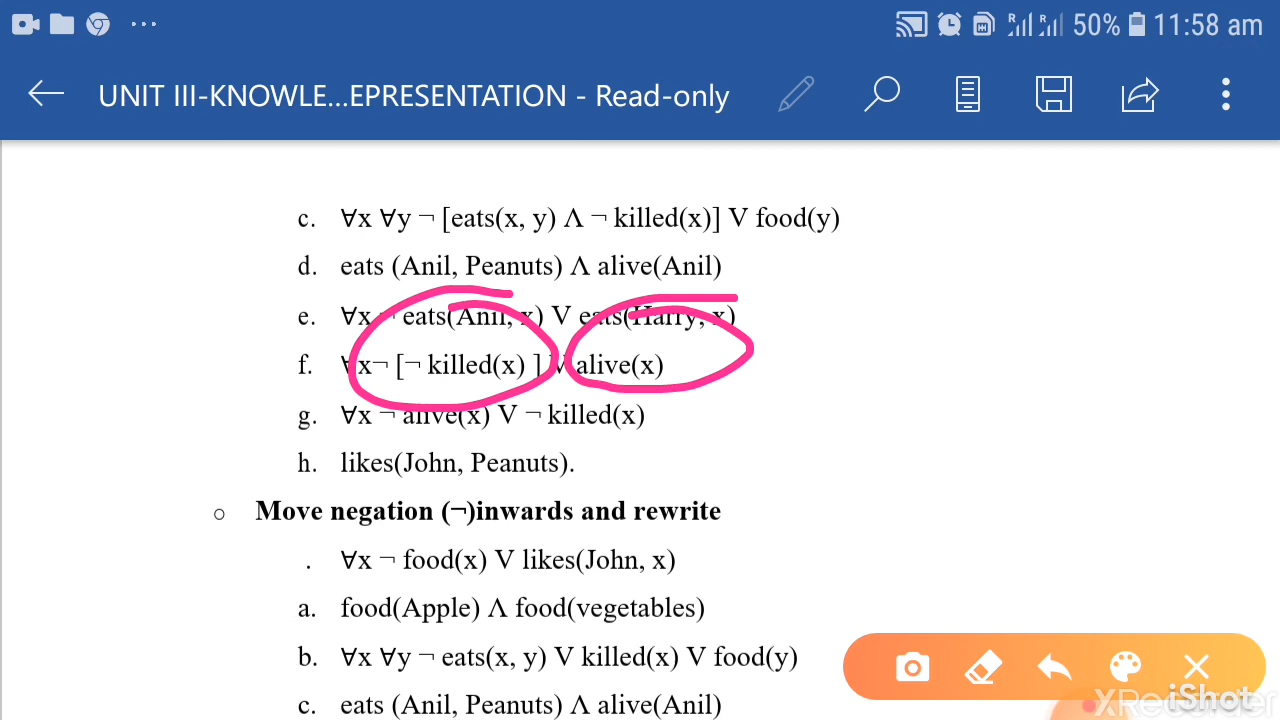 50% 11:58 am
UNIT III-KNOWLE...EPRESENTATION - Read-only
c. ∀x ∀y ¬ [eats(x, y) Λ ¬ killed(x)] V food(y)
d. eats (Anil, Peanuts) Λ alive(Anil)
e. ∀x ¬ eats(Anil, x) V eats(Harry, x)
f. ∀x¬ [¬ killed(x) ] V alive(x)
g. ∀x ¬ alive(x) V ¬ killed(x)
h. likes(John, Peanuts).
o Move negation (¬)inwards and rewrite
. ∀x ¬ food(x) V likes(John, x)
a. food(Apple) Λ food(vegetables)
b. ∀x ∀y ¬ eats(x, y) V killed(x) V food(y)
c. eats (Anil, Peanuts) Λ alive(Anil)
iShot
XRecorder